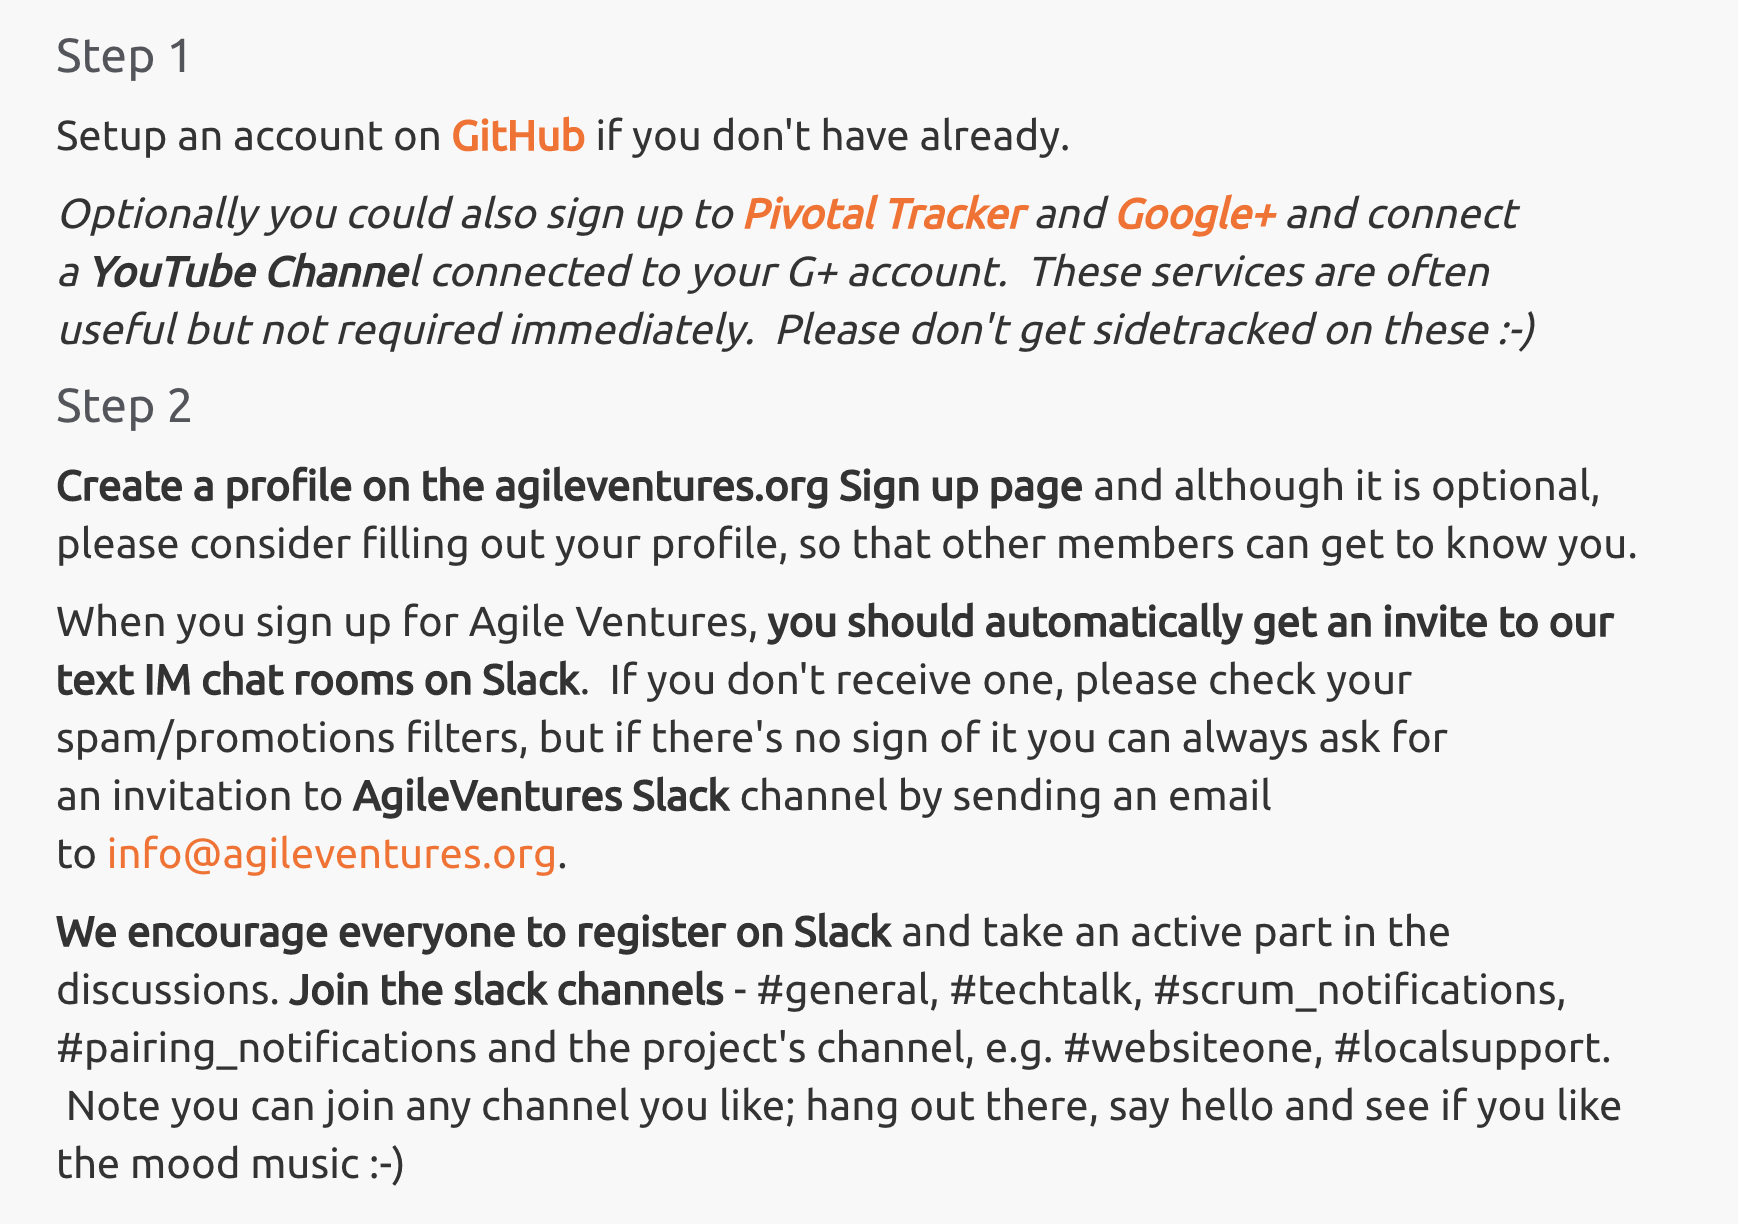 Step 1
Setup an account on GitHub if you don't have already.
Optionally you could also sign up to Pivotal Tracker and Google+ and connect
a YouTube Channel connected to your G+ account.  These services are often
useful but not required immediately.  Please don't get sidetracked on these :-)
Step 2
Create a profile on the agileventures.org Sign up page and although it is optional,
please consider filling out your profile, so that other members can get to know you.
When you sign up for Agile Ventures, you should automatically get an invite to our
text IM chat rooms on Slack.  If you don't receive one, please check your
spam/promotions filters, but if there's no sign of it you can always ask for
an invitation to AgileVentures Slack channel by sending an email
to info@agileventures.org.
We encourage everyone to register on Slack and take an active part in the
discussions. Join the slack channels - #general, #techtalk, #scrum_notifications,
#pairing_notifications and the project's channel, e.g. #websiteone, #localsupport.
Note you can join any channel you like; hang out there, say hello and see if you like
the mood music :-)